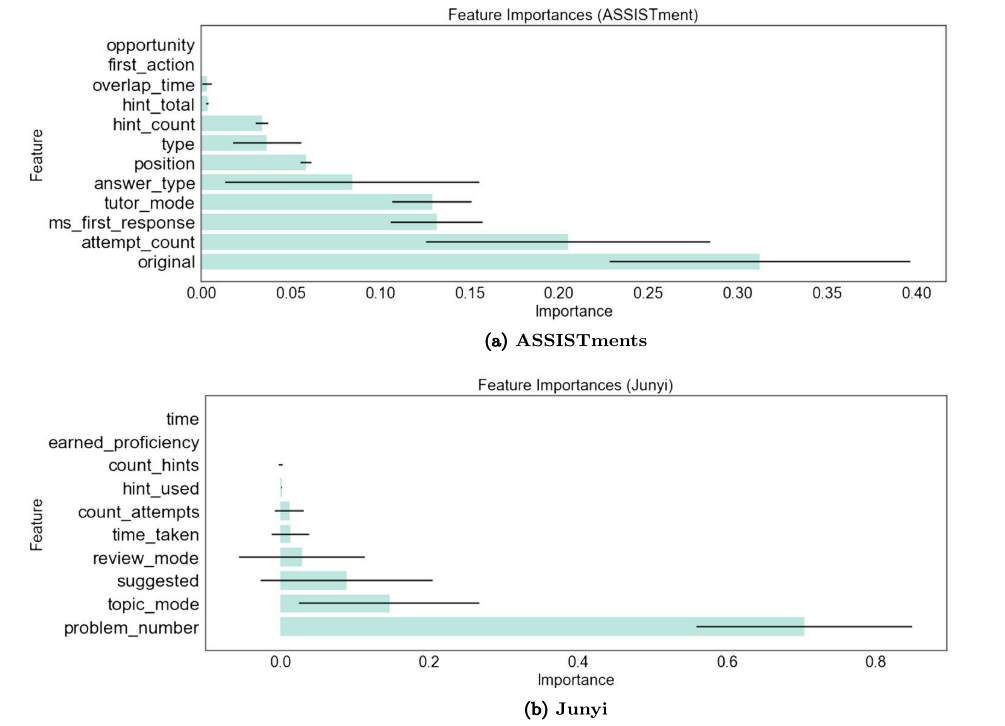 Feature Importances (ASSISTment)
opportunity
first_action
overlap_time
hint_total
hint_count
type
position
answer_type
tutor_mode
ms_first_response
attempt_count
original
Feature
0.00 0.05 0.10 0.15 0.20 0.25 0.30 0.35 0.40
Importance
(a) ASSISTments
Feature Importances (Junyi)
time
earned_proficiency
count_hints
hint_used
count_attempts
time_taken
review_mode
suggested
topic_mode
problem_number
Feature
0.0 0.2 0.4 0.6 0.8
Importance
(b) Junyi